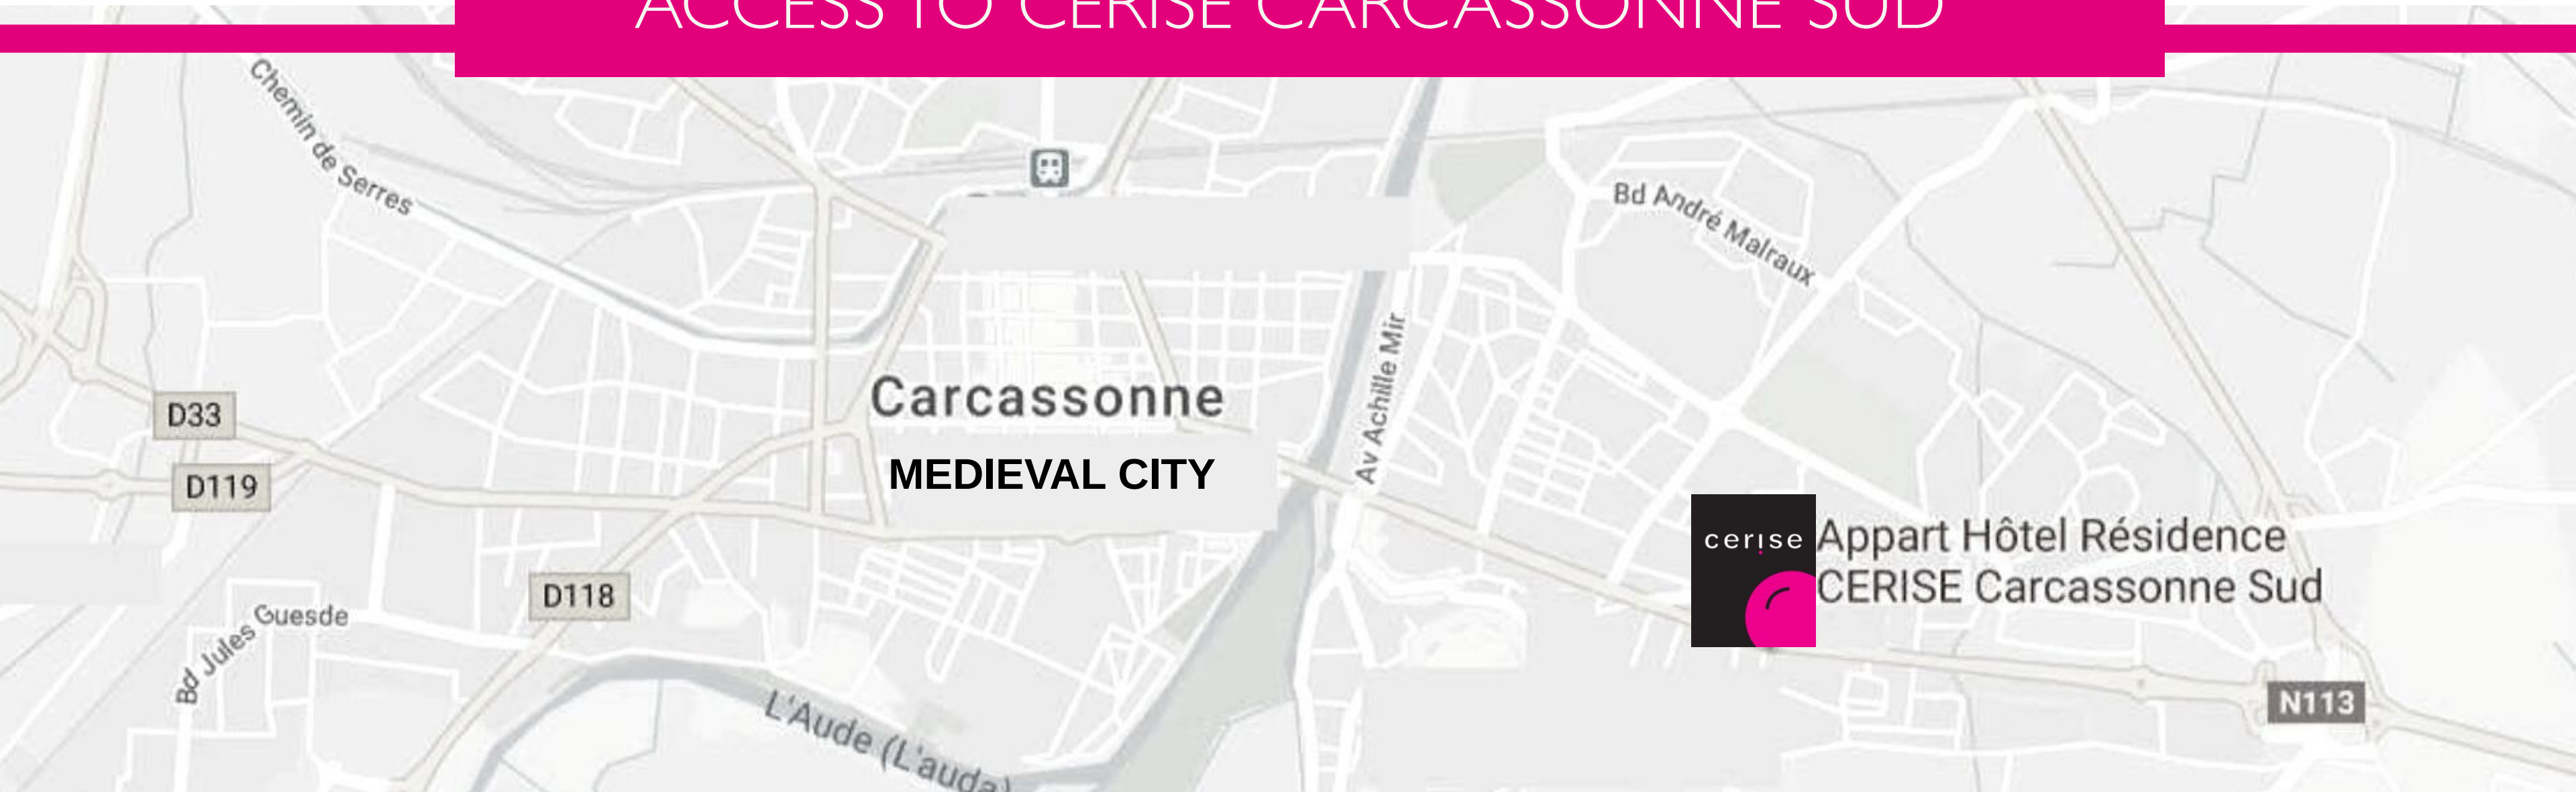 ACCESS TO CERISE CARCASSONNE SUD
Chemin de Serres
Bd André Malraux
Av Achille Mir
Carcassonne
D33
MEDIEVAL CITY
D119
cerise
Appart Hôtel Résidence
CERISE Carcassonne Sud
D118
Bd Jules Guesde
N113
L'Aude (L'auda)